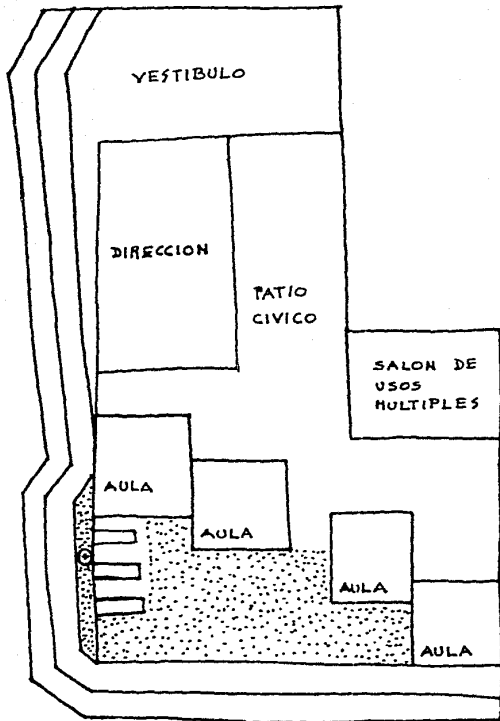 VESTIBULO
DIRECCION
PATIO
CIVICO
SALON DE
USOS
MULTIPLES
AULA
AULA
AULA
AULA